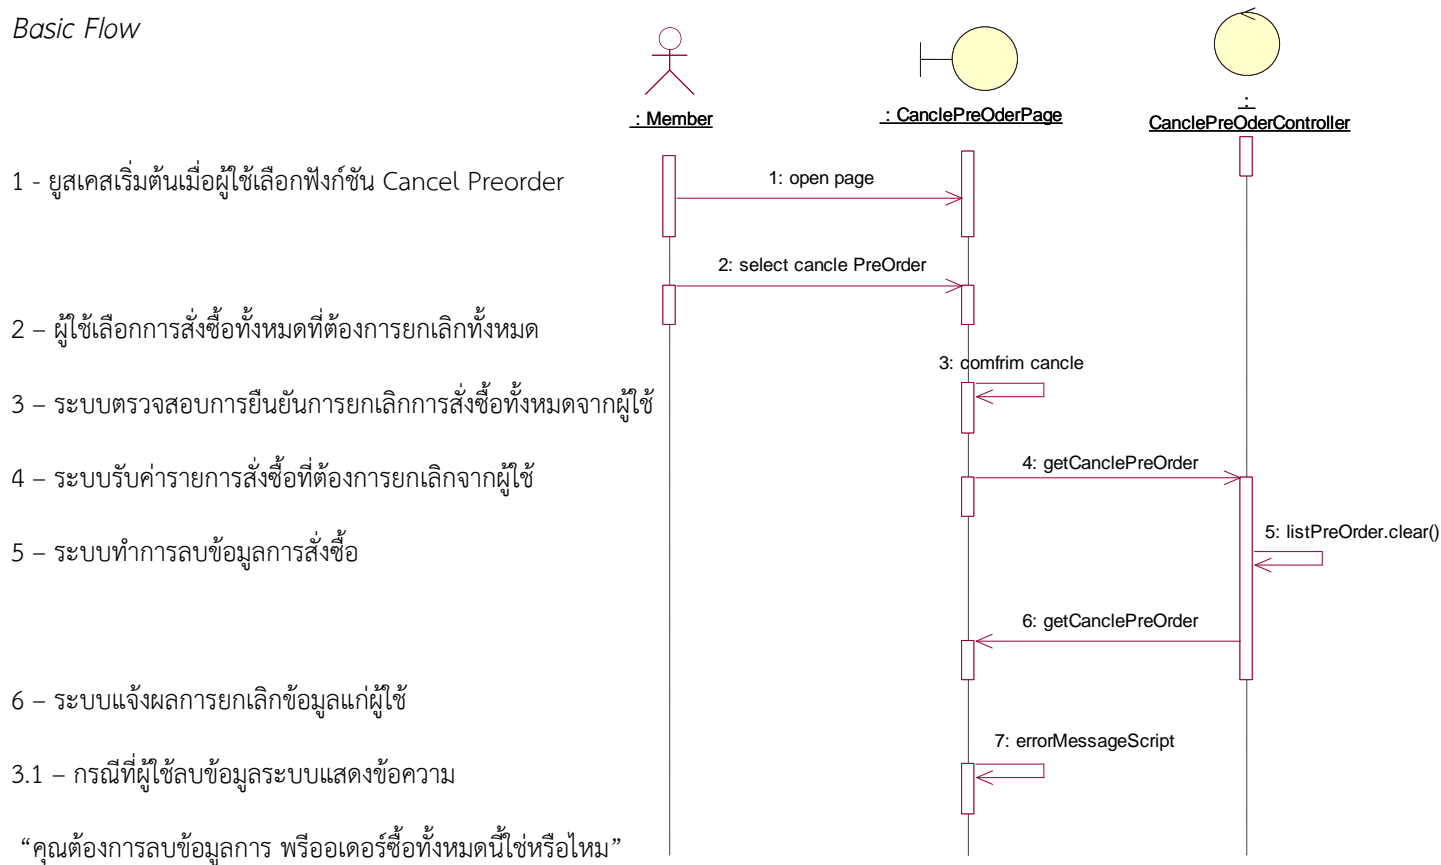 Basic Flow
: Member
: CanclePreOderPage
:
CanclePreOderController
1 - ยูสเคสเริ่มต้นเมื่อผู้ใช้เลือกฟังก์ชัน Cancel Preorder
1: open page
2: select cancle PreOrder
2 – ผู้ใช้เลือกการสั่งซื้อทั้งหมดที่ต้องการยกเลิกทั้งหมด
3: comfrim cancle
3 – ระบบตรวจสอบการยืนยันการยกเลิกการสั่งซื้อทั้งหมดจากผู้ใช้
4: getCanclePreOrder
4 – ระบบรับค่ารายการสั่งซื้อที่ต้องการยกเลิกจากผู้ใช้
5: listPreOrder.clear()
5 – ระบบทำการลบข้อมูลการสั่งซื้อ
6: getCanclePreOrder
6 – ระบบแจ้งผลการยกเลิกข้อมูลแก่ผู้ใช้
7: errorMessageScript
3.1 – กรณีที่ผู้ใช้ลบข้อมูลระบบแสดงข้อความ
“คุณต้องการลบข้อมูลการ พรีออเดอร์ซื้อทั้งหมดนี้ใช่หรือไหม”